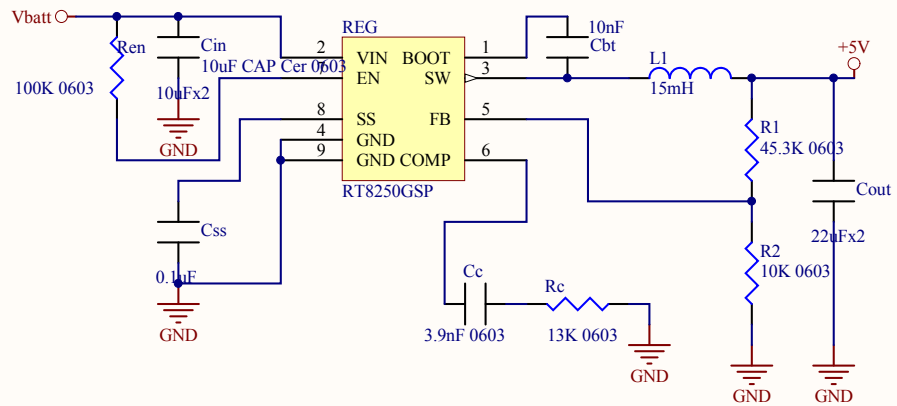 Vbatt
REG
10nF
Cbt
+5V
Ren
Cin
10uF CAP Cer 0603
100K 0603
10uFx2
GND
2 VIN BOOT 1
7 EN SW 3
8 SS FB 5
4 GND
9 GND COMP 6
RT8250GSP
L1
15mH
R1
45.3K 0603
Cout
22uFx2
R2
10K 0603
Css
0.1uF
GND
Cc
3.9nF 0603
Rc
13K 0603
GND
GND
GND